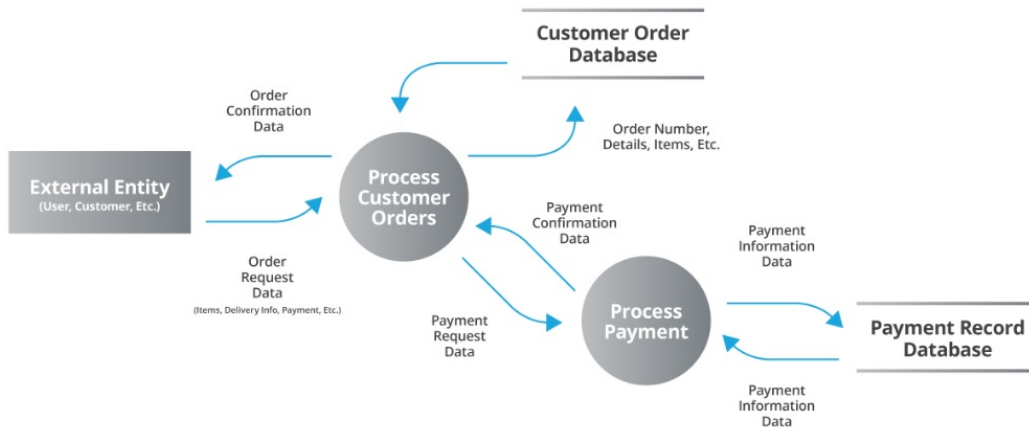 Customer Order
Database
Order
Confirmation
Data
Order Number,
Details, Items, Etc.
External Entity
(User, Customer, Etc.)
Process
Customer
Orders
Payment
Confirmation
Data
Payment
Information
Data
Order
Request
Data
(Items, Delivery Info, Payment, Etc.)
Payment
Request
Data
Process
Payment
Payment Record
Database
Payment
Information
Data